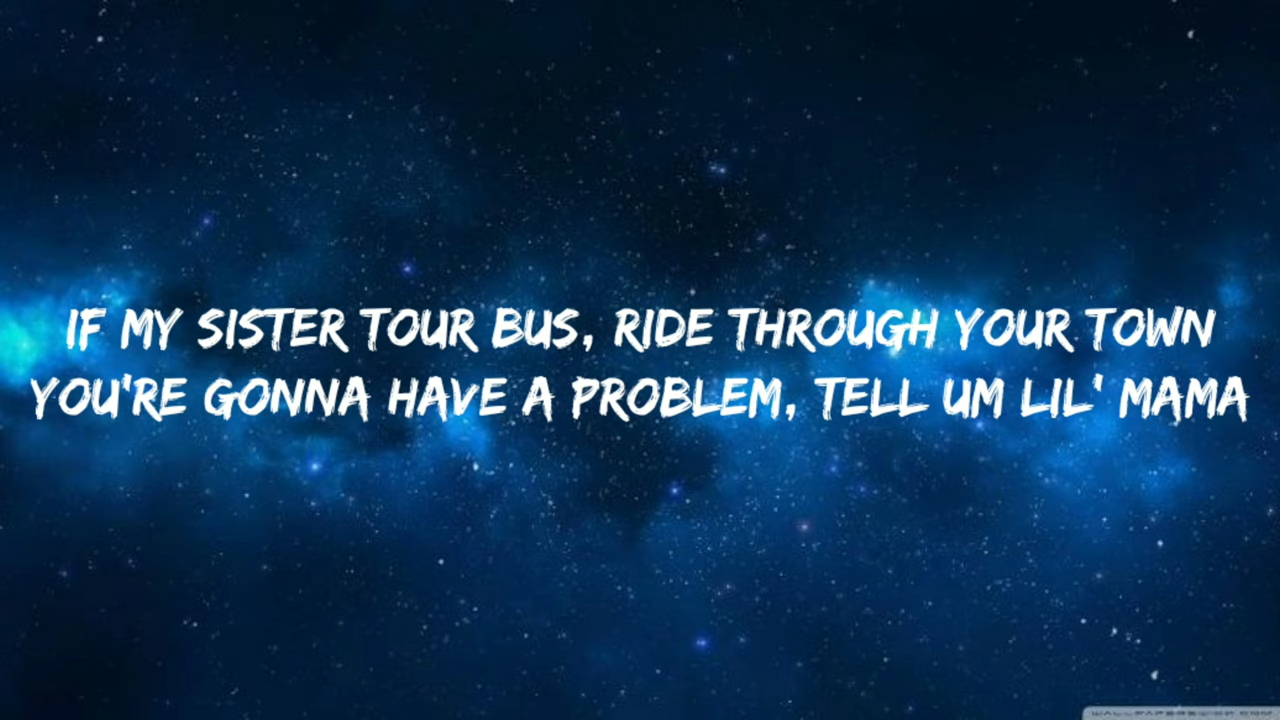 IF MY SISTER TOUR BUS, RIDE THROUGH YOUR TOWN
YOU'RE GONNA HAVE A PROBLEM, TELL UM LIL' MAMA